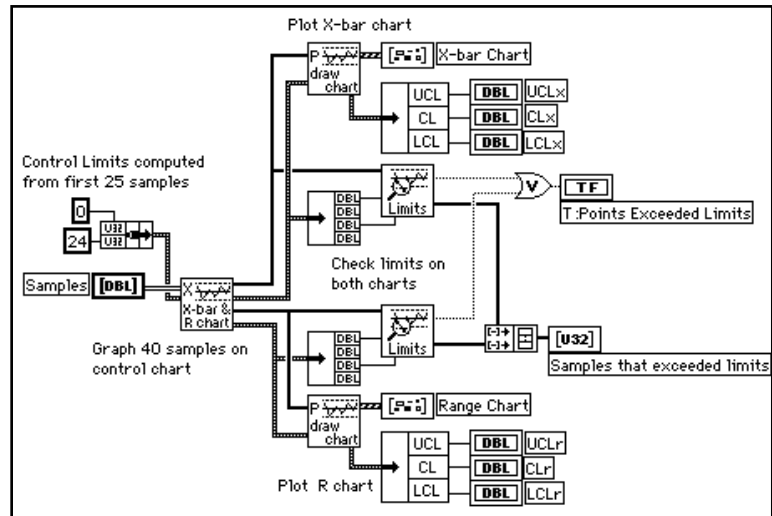 Plot X-bar chart
P
draw
chart
X-bar Chart
UCL
DBL
UCLx
CL
DBL
CLx
LCL
DBL
LCLx
Control Limits computed
from first 25 samples
0
U32
24
U32
DBL
DBL
DBL
DBL
Limits
V
TF
T :Points Exceeded Limits
Check limits on
both charts
Samples
[DBL]
X
X-bar &
R chart
Graph 40 samples on
control chart
DBL
DBL
DBL
DBL
Limits
[U32]
Samples that exceeded limits
P
draw
chart
Range Chart
Plot R chart
UCL
DBL
UCLr
CL
DBL
CLr
LCL
DBL
LCLr